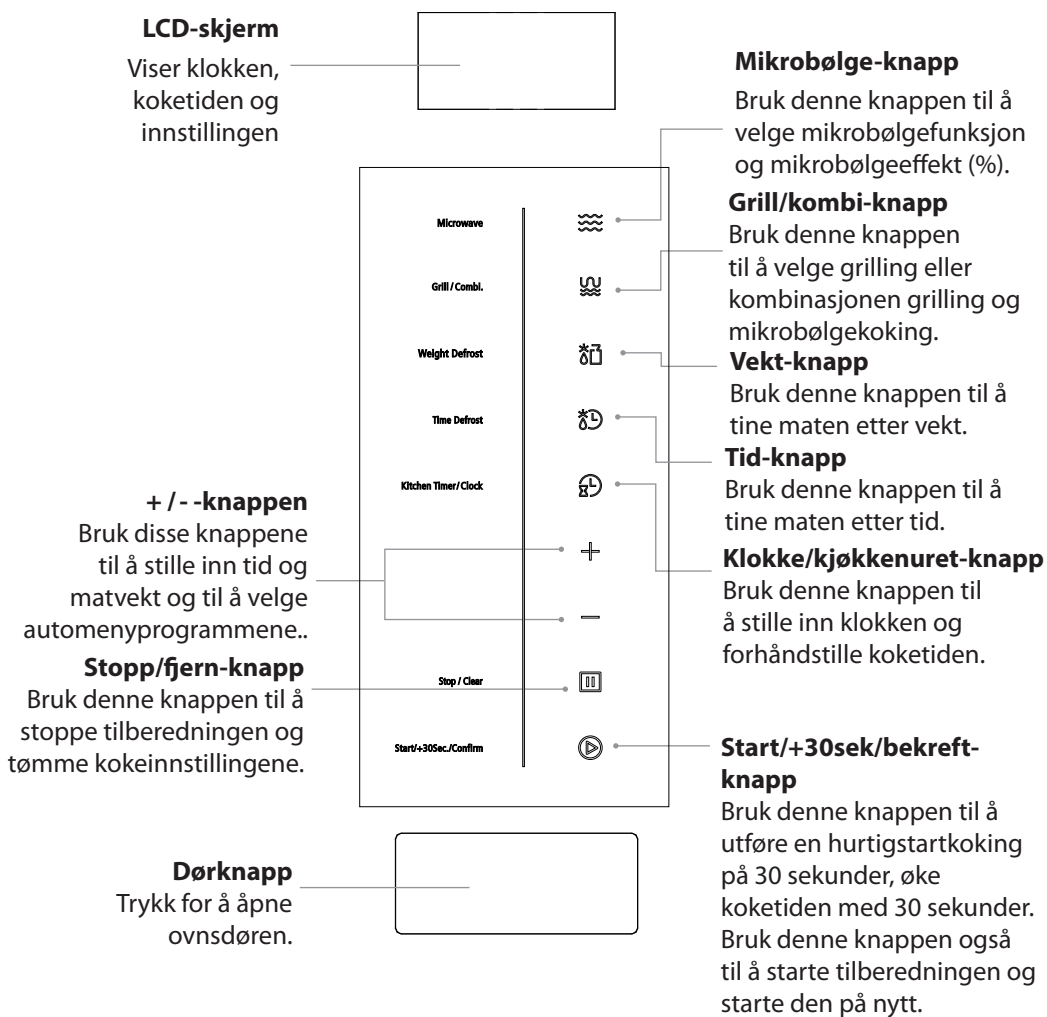 LCD-skjerm
Viser klokken,
koketiden og
innstillingen
Mikrobølge-knapp
Bruk denne knappen til å
velge mikrobølgefunksjon
og mikrobølgeeffekt (%).
Grill/kombi-knapp
Bruk denne knappen
til å velge grilling eller
kombinasjonen grilling og
mikrobølgekoking.
Vekt-knapp
Bruk denne knappen til å
tine maten etter vekt.
Tid-knapp
Bruk denne knappen til å
tine maten etter tid.
Klokke/kjøkkenuret-knapp
Bruk denne knappen til
å stille inn klokken og
forhåndstille koketiden.
Microwave
Grill / Combi.
Weight Defrost
Time Defrost
Kitchen Timer/ Clock
+
−
Stop / Clear
Start/+30Sec./Confirm
+ / - -knappen
Bruk disse knappene
til å stille inn tid og
matvekt og til å velge
automenyprogrammene..
Stopp/fjern-knapp
Bruk denne knappen til å
stoppe tilberedningen og
tømme kokeinnstillingene.
Start/+30sek/bekreft-
knapp
Bruk denne knappen til å
utføre en hurtigstartkoking
på 30 sekunder, øke
koketiden med 30 sekunder.
Bruk denne knappen også
til å starte tilberedningen og
starte den på nytt.
Dørknapp
Trykk for å åpne
ovnsdøren.